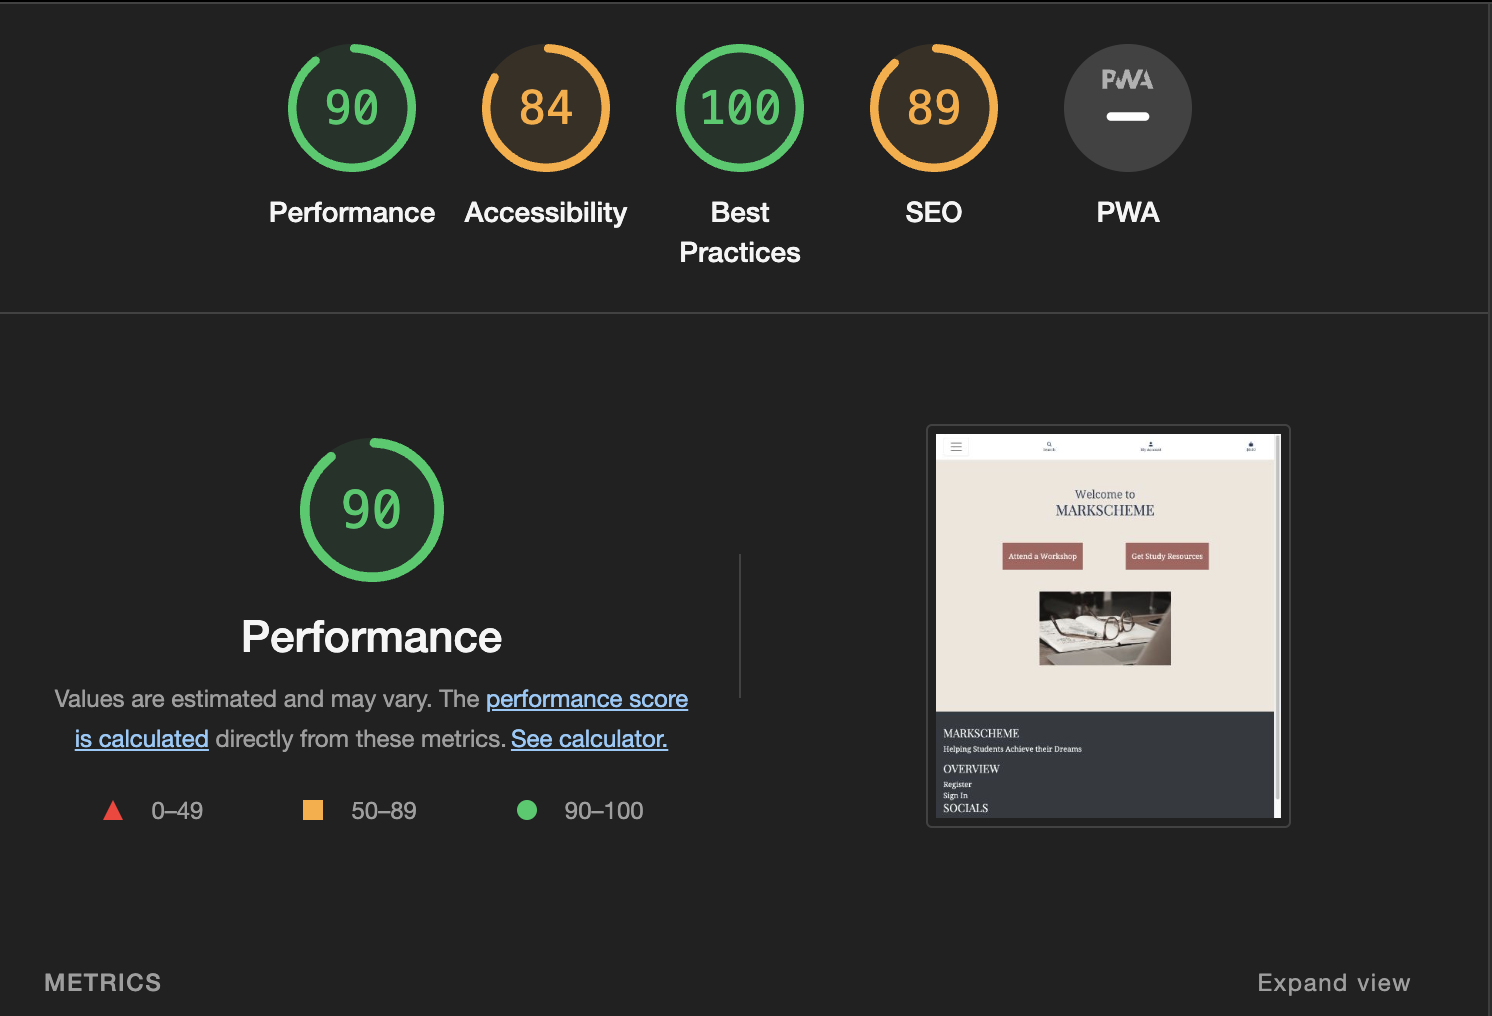 90
84
100
89
PWA
Performance
Accessibility
Best
Practices
SEO
PWA
90
Performance
Values are estimated and may vary. The performance score
is calculated directly from these metrics. See calculator.
0–49
50–89
90–100
Search
My Account
Welcome to
MARKSCHEME
Attend a Workshop
Get Study Resources
MARKSCHEME
Helping Students Achieve their Dreams
OVERVIEW
Register
Sign In
SOCIALS
METRICS
Expand view